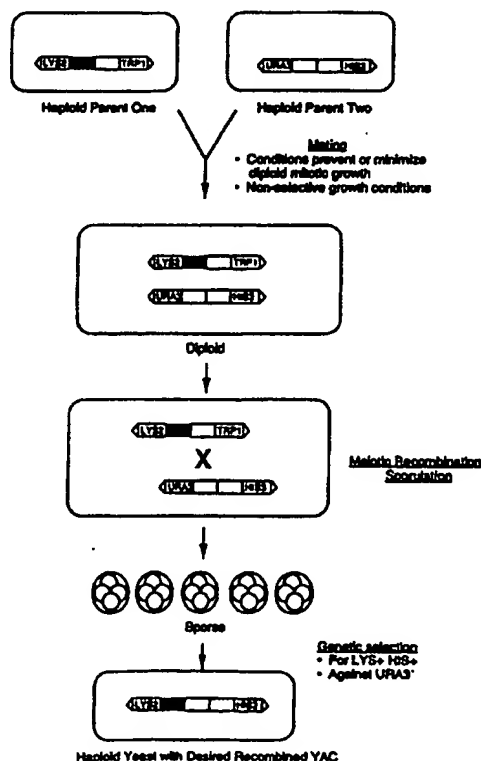 LYS2 TRP1
URA3 HIS3
Haploid Parent One
Haploid Parent Two
Mating
• Conditions prevent or minimize
diploid mitotic growth
• Non-selective growth conditions
LYS2 TRP1
URA3 HIS3
Diploid
LYS2 TRP1
X
URA3 HIS3
Meiotic Recombination
Sporulation
Spores
Genetic selection
• For LYS+ HIS+
• Against URA3+
LYS2 HIS3
Haploid Yeast with Desired Recombined YAC